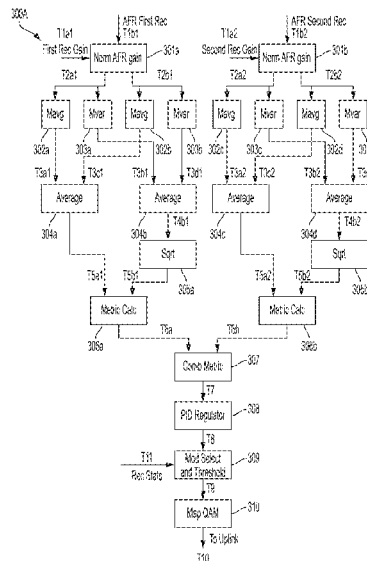 300A
AFR First Rec
AFR Second Rec
T1a1
T1b1
T1a2
T1b2
First Rec Gain
Norm AFR gain
301a
Second Rec Gain
Norm AFR gain
301b
T2a1
T2b1
T2a2
T2b2
Mavg
Mvar
Mavg
Mvar
Mavg
Mvar
Mavg
Mvar
302a
303a
302b
303b
302c
303c
302d
T3a1
T3c1
T3b1
T3d1
T3a2
T3c2
T3b2
Average
Average
Average
Average
304a
304b
T4b1
304c
304d
T4b2
Sqrt
Sqrt
T5a1
T5b1
305a
T5a2
T5b2
Metric Calc
Metric Calc
306a
306b
T6a
T6b
Comb Metric
307
T7
PID Regulator
308
T8
T11
Rec Stats
Mod Select
and Threshold
309
T9
Map QAM
310
To Uplink
T10